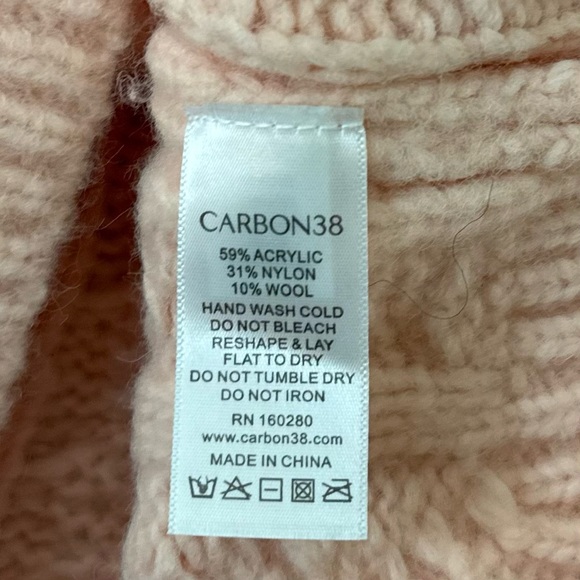 CARBON38
59% ACRYLIC
31% NYLON
10% WOOL
HAND WASH COLD
DO NOT BLEACH
RESHAPE & LAY
FLAT TO DRY
DO NOT TUMBLE DRY
DO NOT IRON
RN 160280
www.carbon38.com
MADE IN CHINA